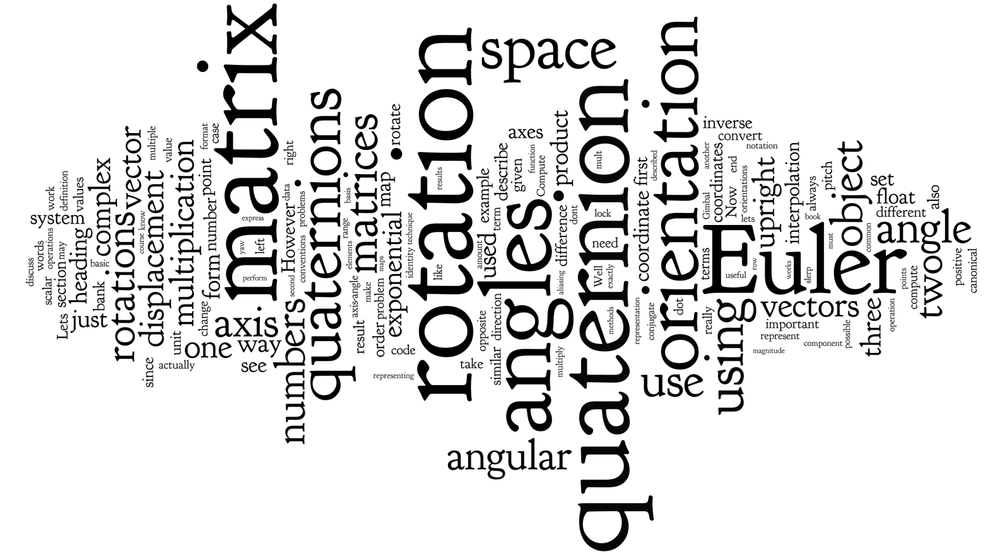 discuss
work
words
scalar
definition
operations
values
system
section
may
Lets
heading
just
complex
basic
bank
rotations
vector
course
know
multiple
displacement
since
value
multiplication
unit
actually
format
case
point
number
form
change
one
matrix
express
yaw
left
perform
axis
way
see
right
data
However
problems
conventions
second
numbers
quaternions
basis
range
elements
matrices
axis-angle
result
make
maps
map
rotate
order
problem
exponential
identity
technique
code
representing
rotation
results
like
take
space
axes
example
describe
given
function
Compute
product
term
used
amount
opposite
direction
similar
angles
difference
dont
aliasing
multiply
angular
quaternion
mult
lock
need
Well
exactly
methods
coordinate
first
described
representation
conjugate
orientation
dot
use
inverse
convert
notation
another
coordinates
end
Now
Gimbal
orientations
lets
upright
interpolation
always
book
pitch
object
must
common
Euler
terms
useful
row
works
slerp
really
using
vectors
important
represent
component
magnitude
possible
three
operation
set
float
different
angle
also
two
points
compute
positive
canonical